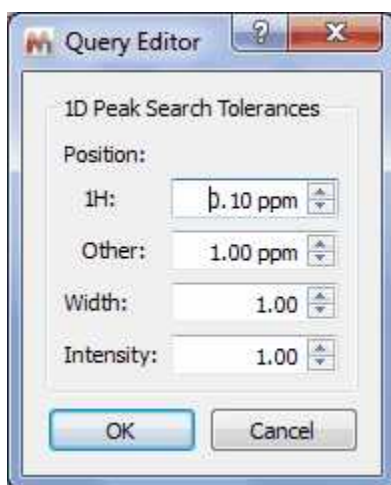 Query Editor
1D Peak Search Tolerances
Position:
1H: 0.10 ppm
Other: 1.00 ppm
Width: 1.00
Intensity: 1.00
OK Cancel